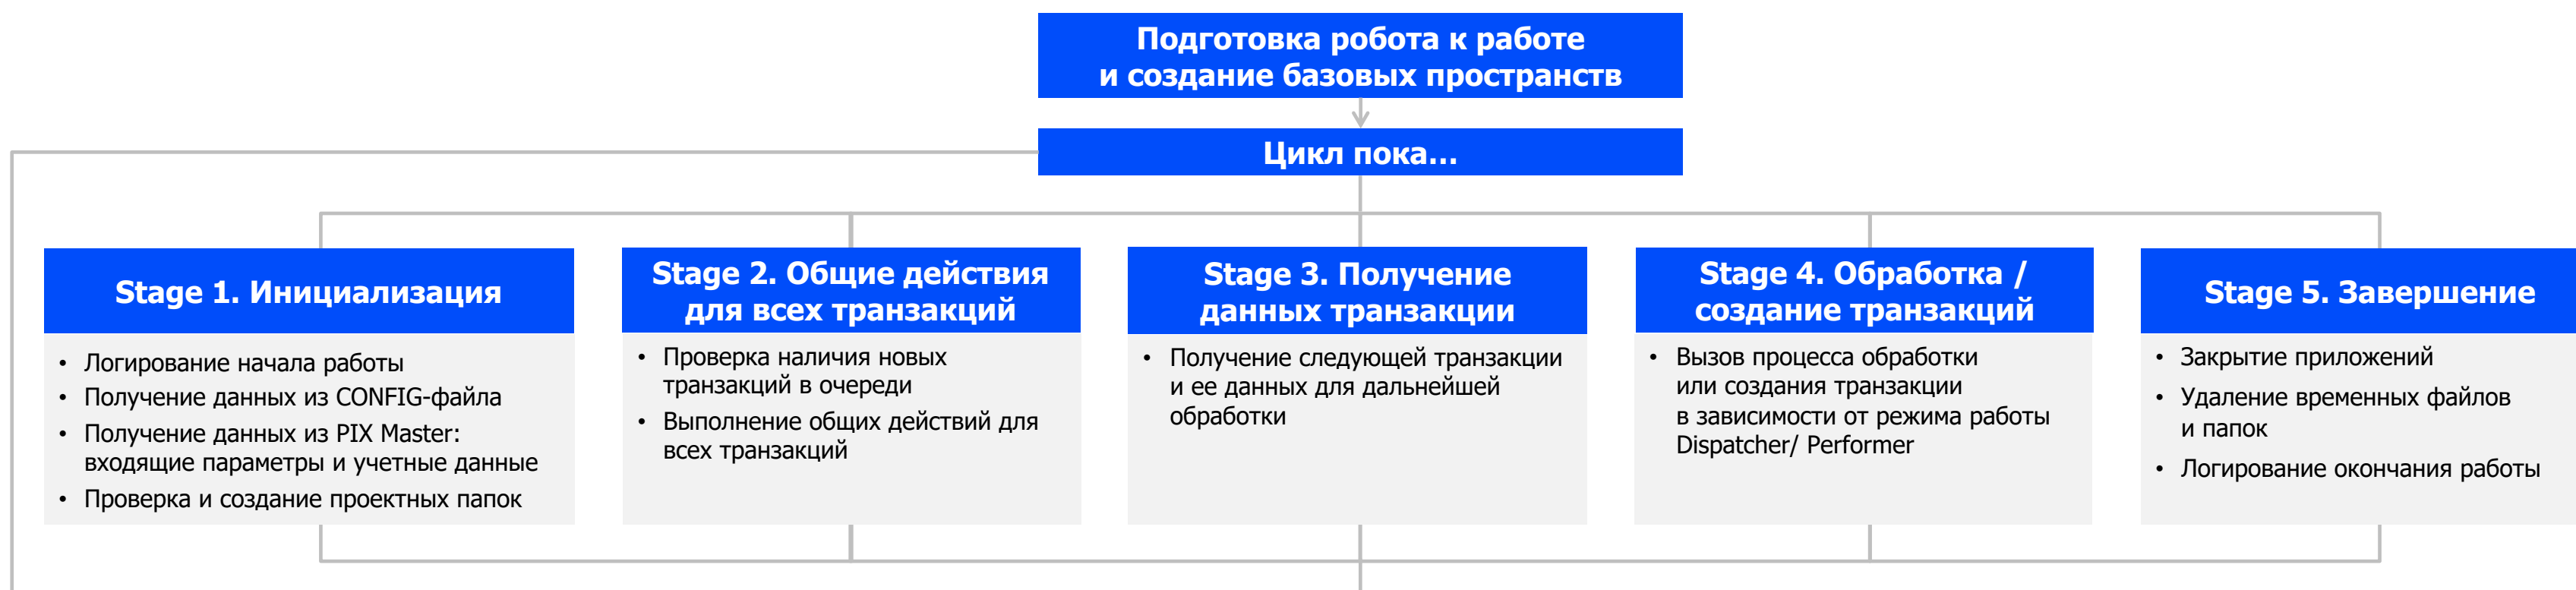 Подготовка робота к работе
и создание базовых пространств
Цикл пока...
Stage 1. Инициализация
• Логирование начала работы
• Получение данных из CONFIG-файла
• Получение данных из PIX Master:
входящие параметры и учетные данные
• Проверка и создание проектных папок
Stage 2. Общие действия
для всех транзакций
• Проверка наличия новых
транзакций в очереди
• Выполнение общих действий для
всех транзакций
Stage 3. Получение
данных транзакции
• Получение следующей транзакции
и ее данных для дальнейшей
обработки
Stage 4. Обработка /
создание транзакций
• Вызов процесса обработки
или создания транзакции
в зависимости от режима работы
Dispatcher/ Performer
Stage 5. Завершение
• Закрытие приложений
• Удаление временных файлов
и папок
• Логирование окончания работы